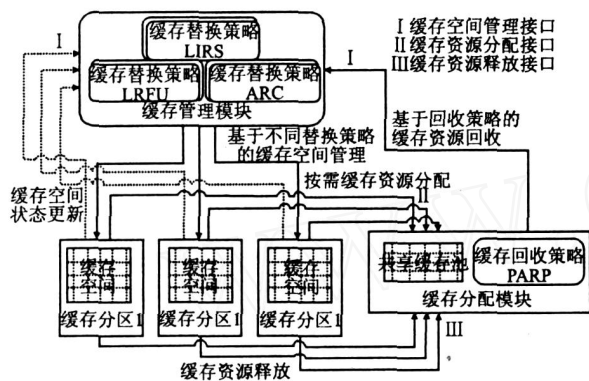 I
缓存替换策略
LIRS
缓存替换策略
LRFU
缓存替换策略
ARC
缓存管理模块
I
I 缓存空间管理接口
II 缓存资源分配接口
III 缓存资源释放接口
基于回收策略的
缓存资源回收
基于不同替换策略
的缓存空间管理
按需缓存资源分配
II
缓存空间
状态更新
缓存
空间
缓存分区1
缓存
空间
缓存分区1
缓存
空间
缓存分区1
共享缓存池
缓存回收策略
PARP
缓存分配模块
III
缓存资源释放